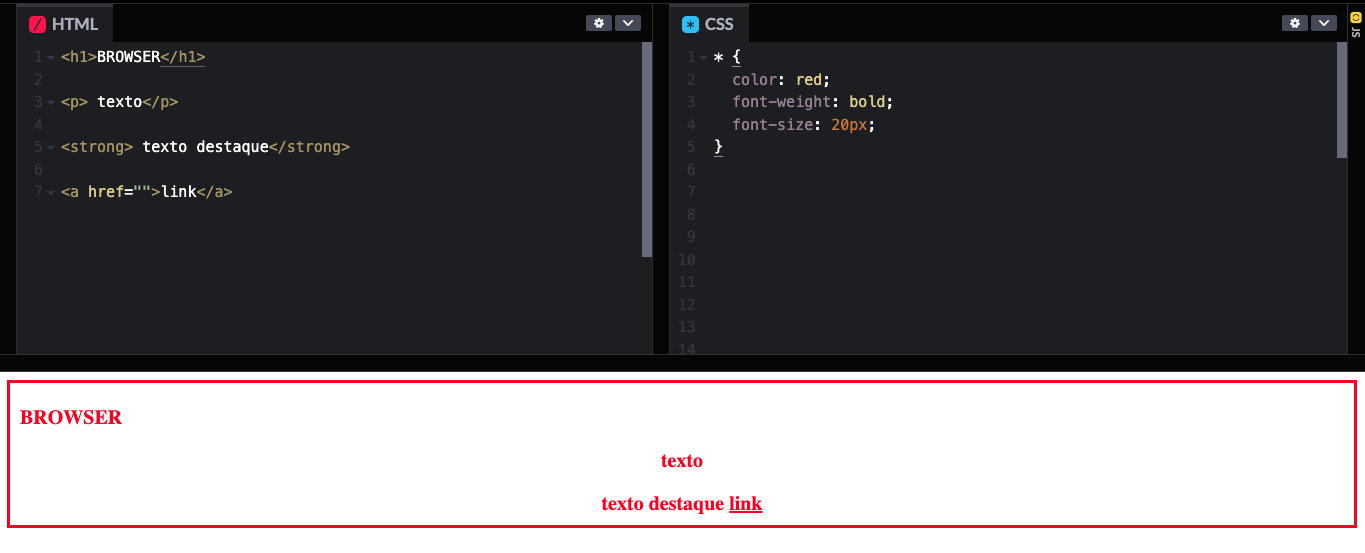 HTML
1 <h1>BROWSER</h1>
2
3 <p> texto</p>
4
5 <strong> texto destaque</strong>
6
7 <a href="">link</a>
CSS
1 * {
2 color: red;
3 font-weight: bold;
4 font-size: 20px;
5 }
6
7
8
9
10
11
12
13
14
JS
BROWSER
texto
texto destaque link